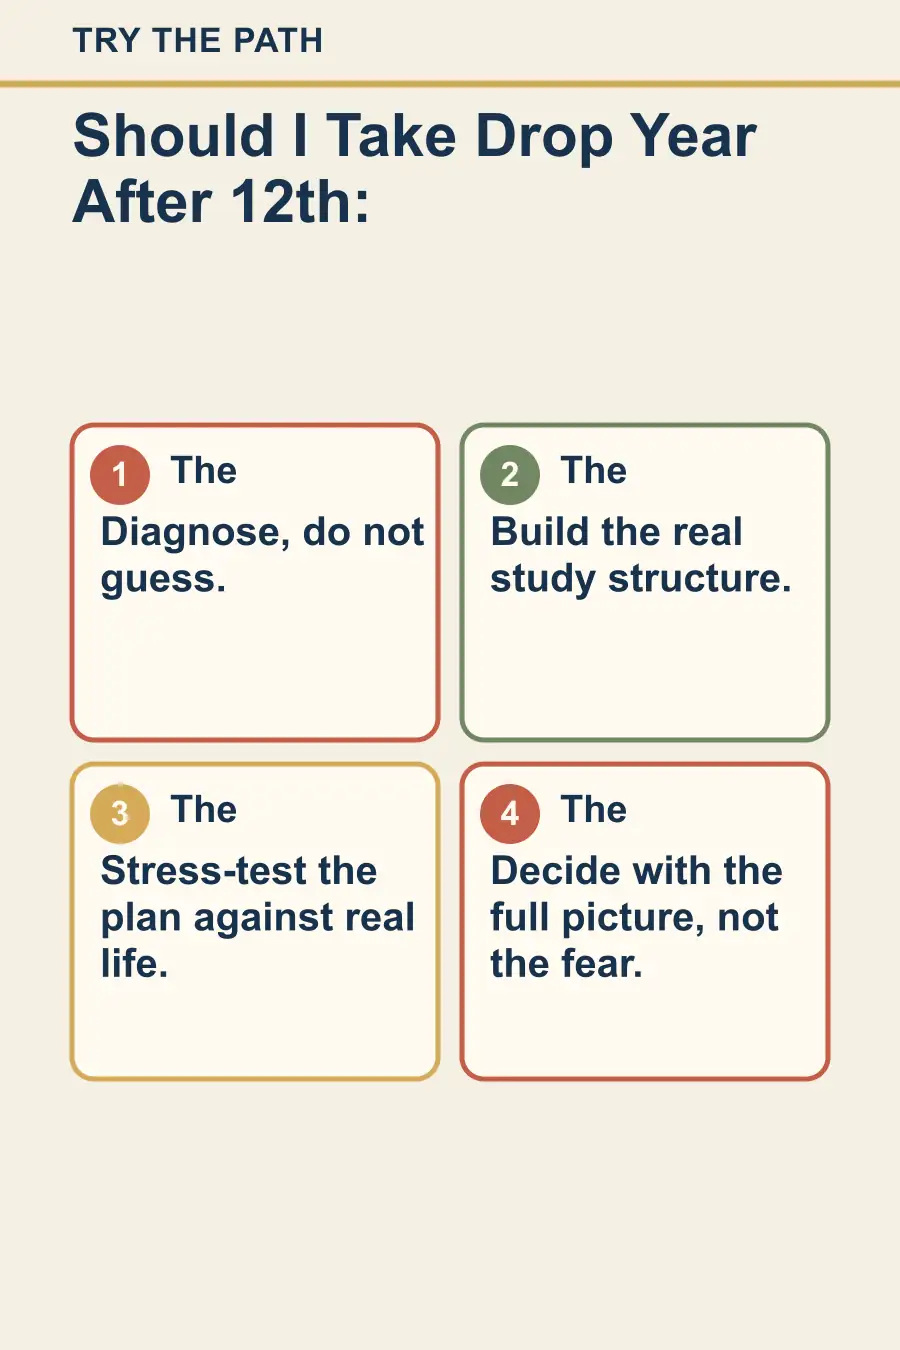 TRY THE PATH
Should I Take Drop Year
After 12th:
1 The
Diagnose, do not
guess.
2 The
Build the real
study structure.
3 The
Stress-test the
plan against real
life.
4 The
Decide with the
full picture, not
the fear.